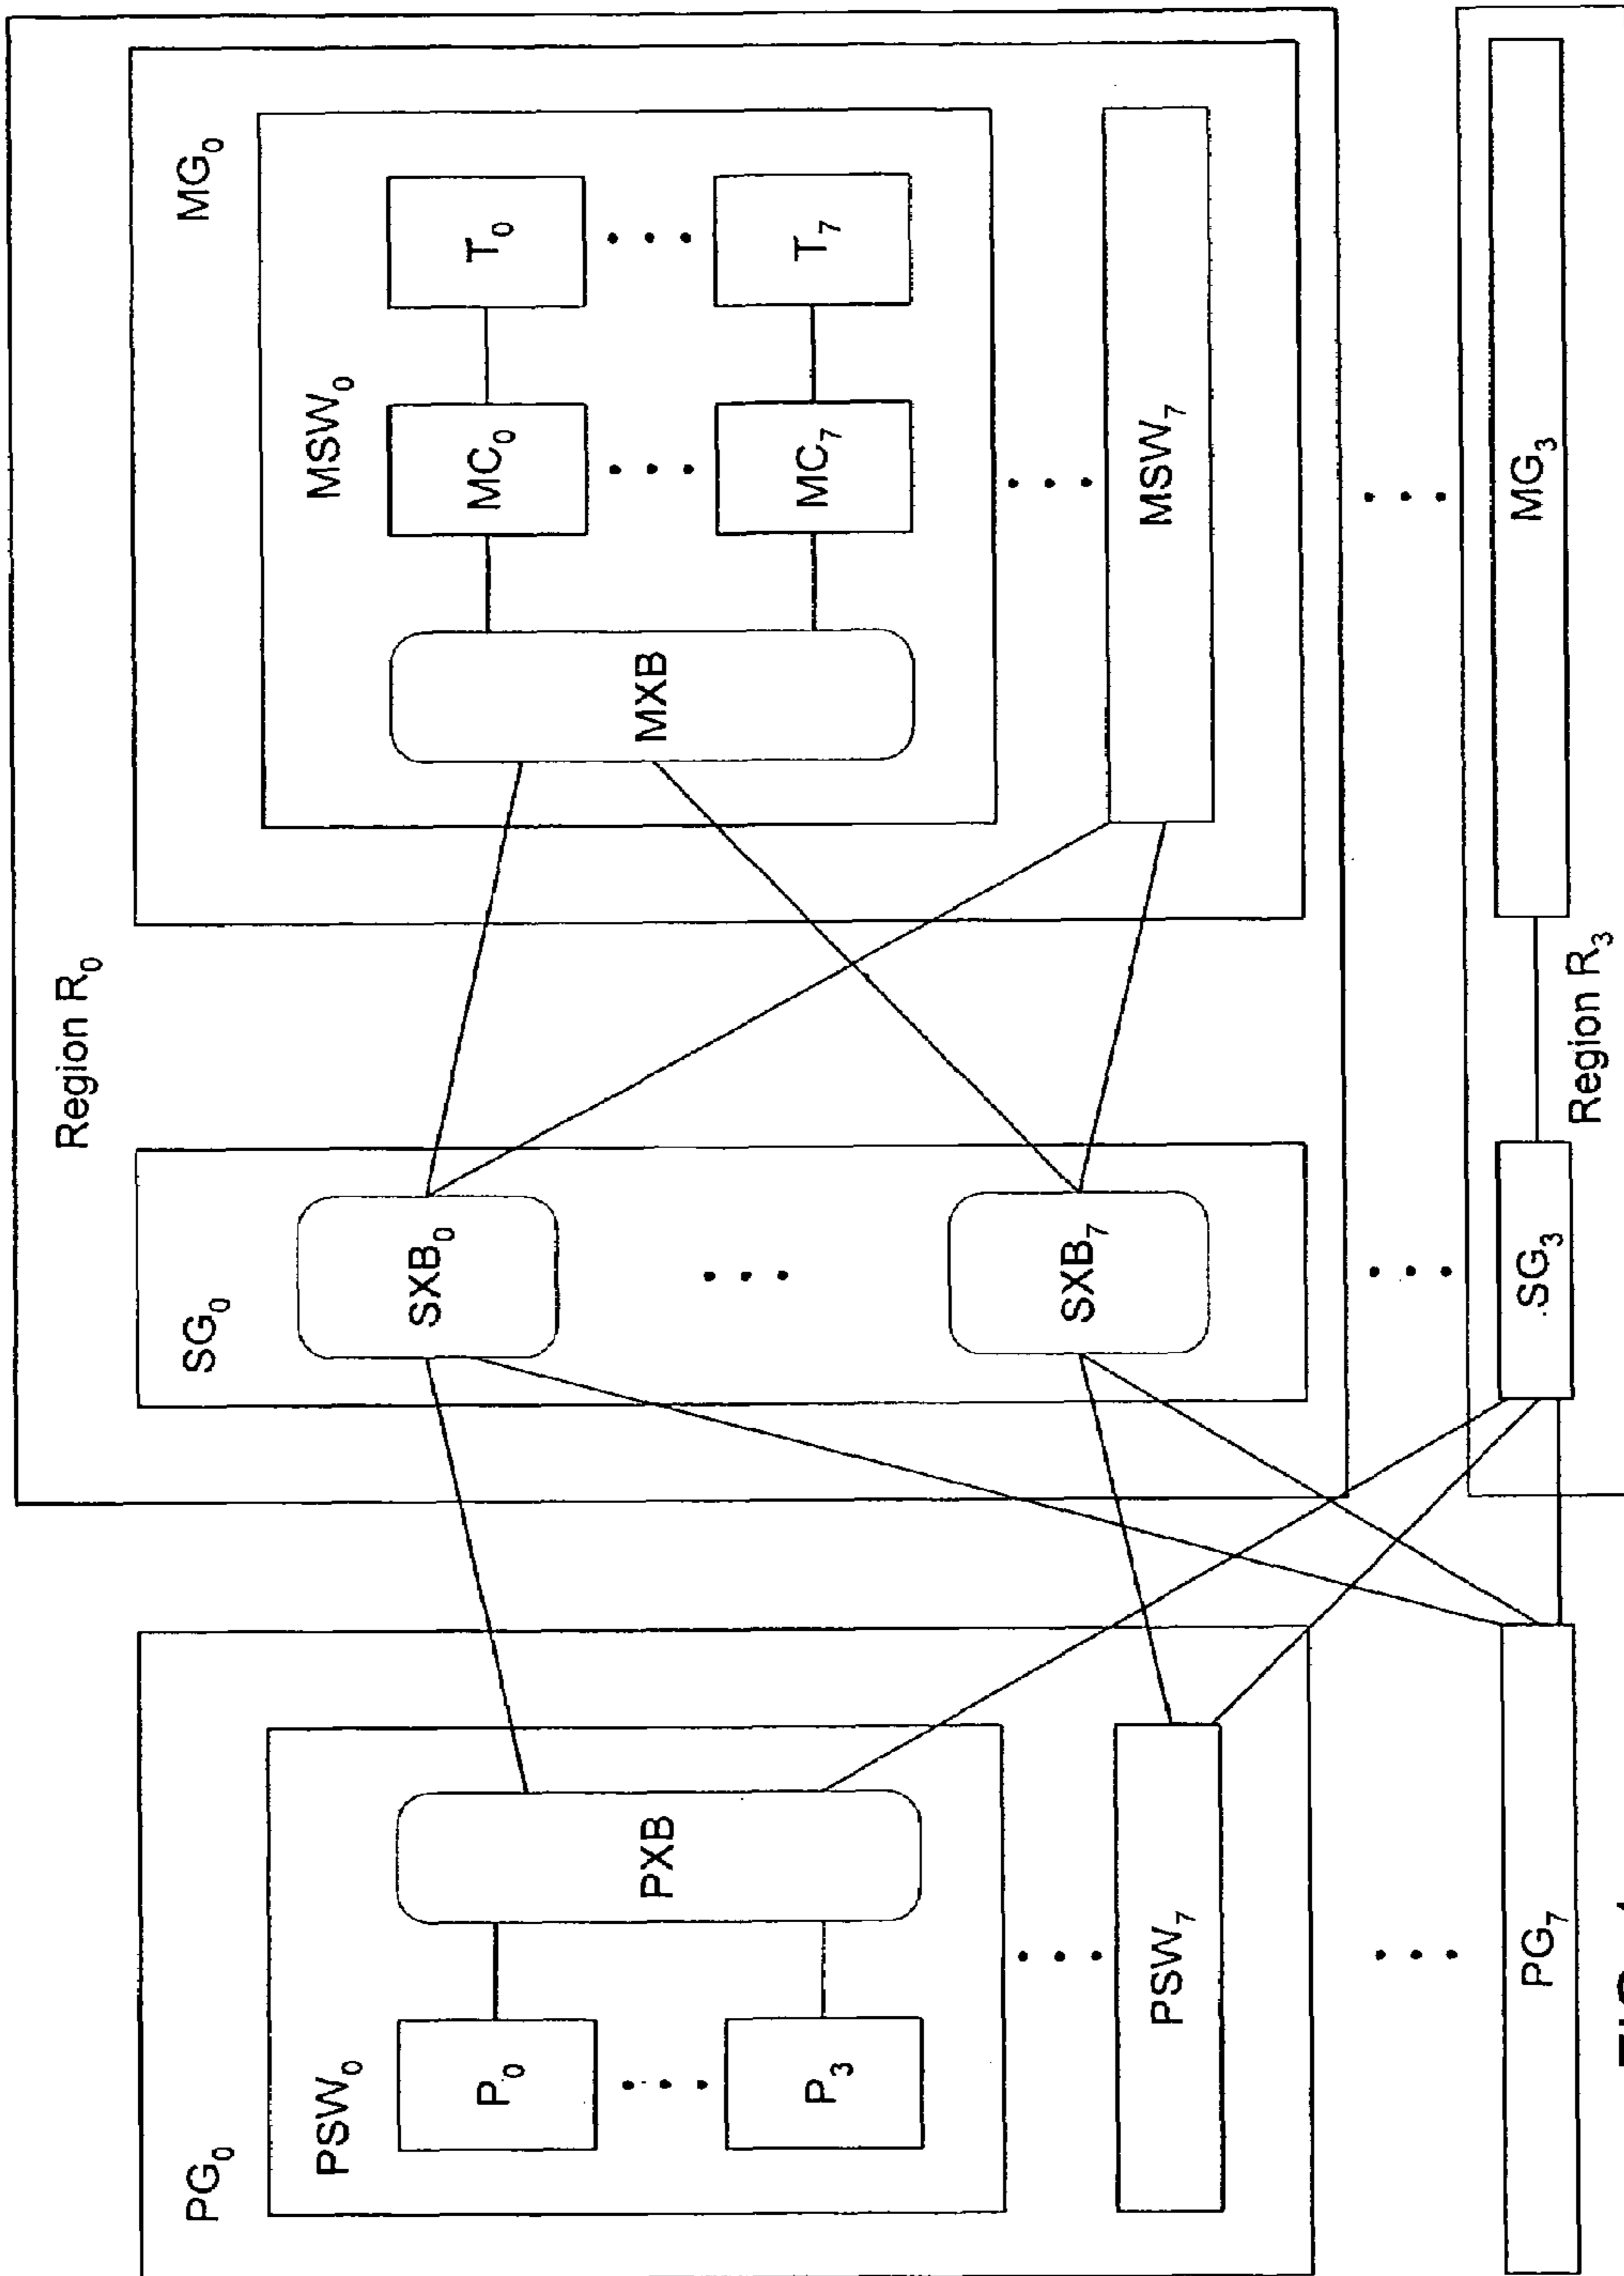 Region R₀
PG₀
PSW₀
P₀
P₃
PXB
PSW₇
PG₇
SG₀
SXB₀
SXB₇
SG₃
MG₀
MSW₀
MXB
MC₀
MC₇
T₀
T₇
MSW₇
MG₃
Region R₃